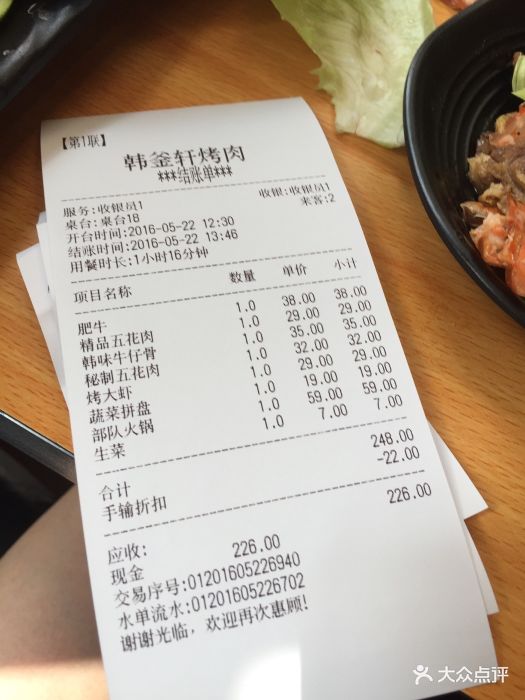 【第1联】
韩釜轩烤肉
***结账单***
服务:收银员1 收银:收银员1
桌台:桌台18 来客:2
开台时间:2016-05-22 12:30
结账时间:2016-05-22 13:46
用餐时长:1小时16分钟
项目名称 数量 单价 小计
肥牛 1.0 38.00 38.00
精品五花肉 1.0 29.00 29.00
韩味牛仔骨 1.0 35.00 35.00
秘制五花肉 1.0 32.00 32.00
烤大虾 1.0 29.00 29.00
蔬菜拼盘 1.0 19.00 19.00
部队火锅 1.0 59.00 59.00
生菜 1.0 7.00 7.00
合计 248.00
手输折扣 -22.00
应收: 226.00
现金 226.00
交易序号:01201605226940
水单流水:01201605226702
谢谢光临，欢迎再次惠顾!
大众点评